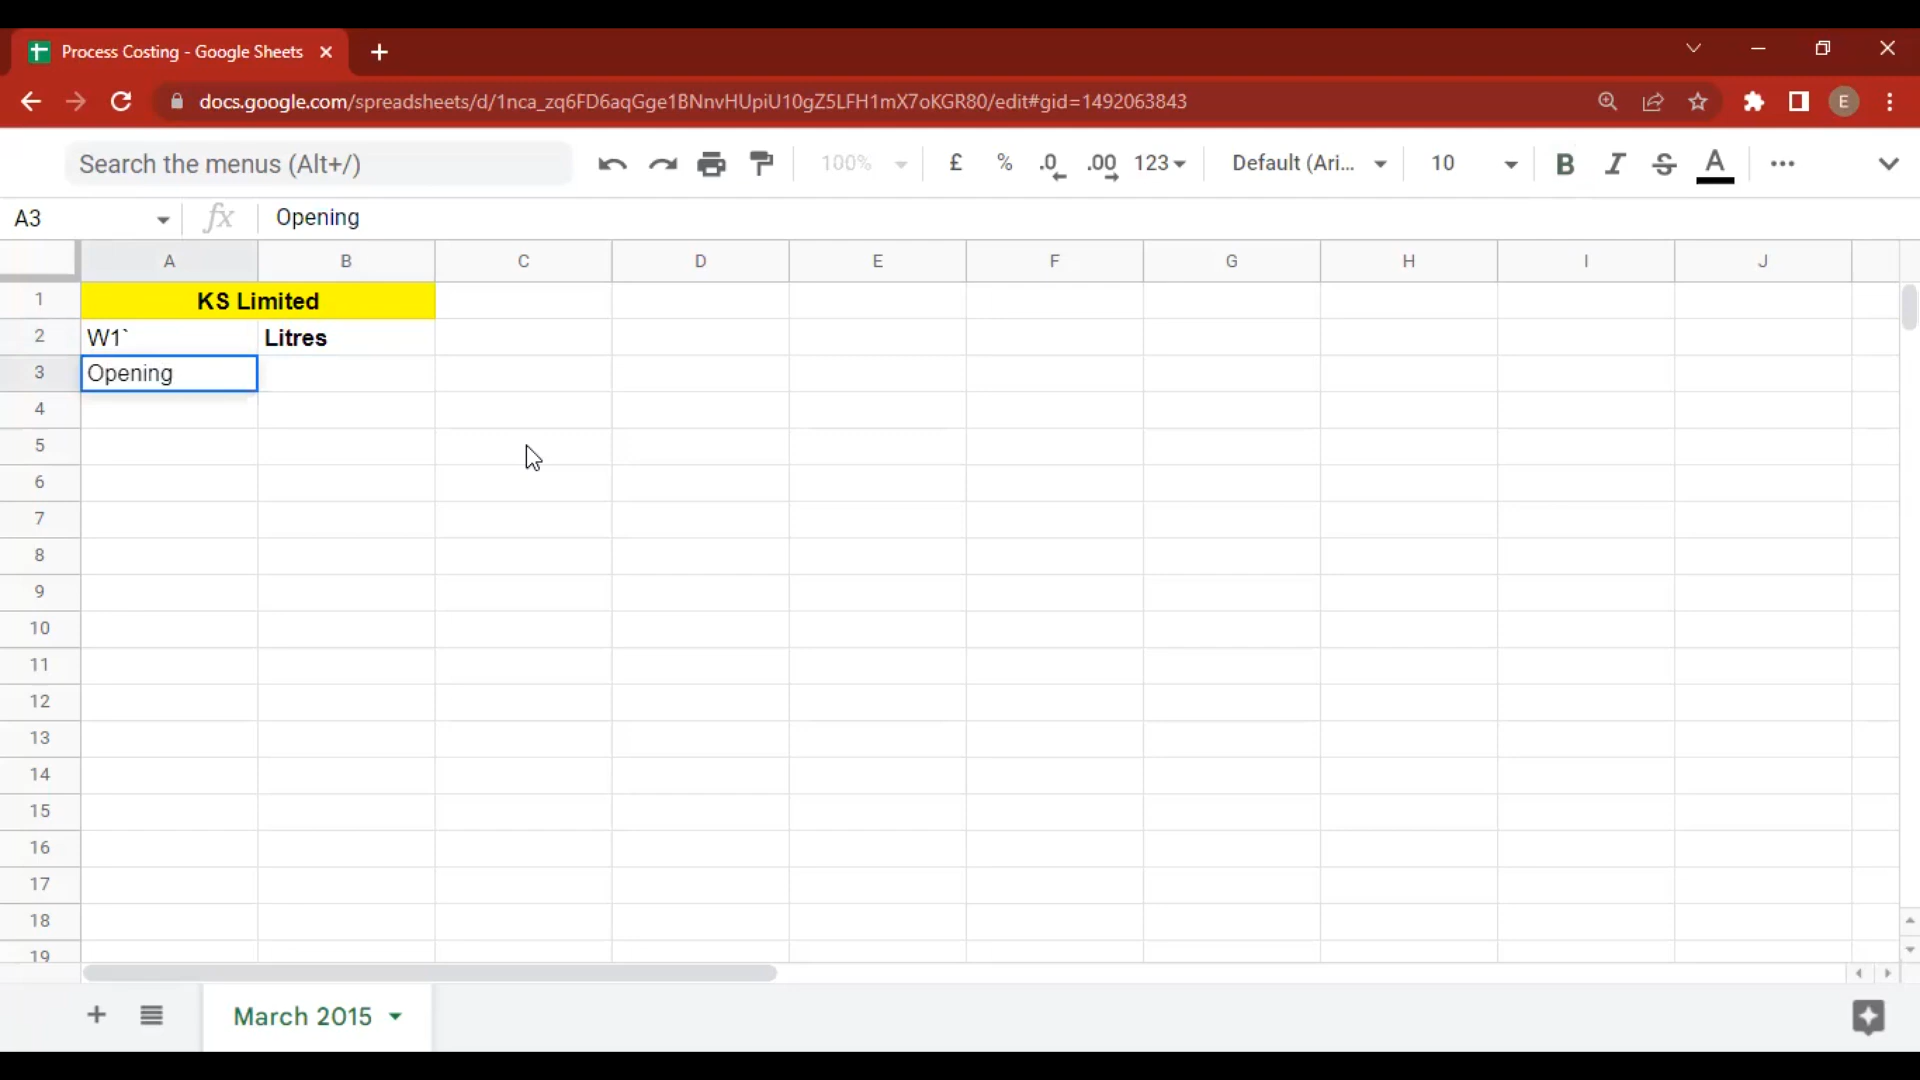 Process Costing - Google Sheets
docs.google.com/spreadsheets/d/1nca_zq6FD6aqGge1BNnvHUpiU10gZ5LFH1mX7oKGR80/edit#gid=1492063843
E
Search the menus (Alt+/)
100%
£
%
.0
.00
123
Default (Ari...
10
B
I
S
A
A3
fx
Opening
A B C D E F G H I J
1 KS Limited
2 W1` Litres
3 Opening
4
5
6
7
8
9
10
11
12
13
14
15
16
17
18
19
March 2015